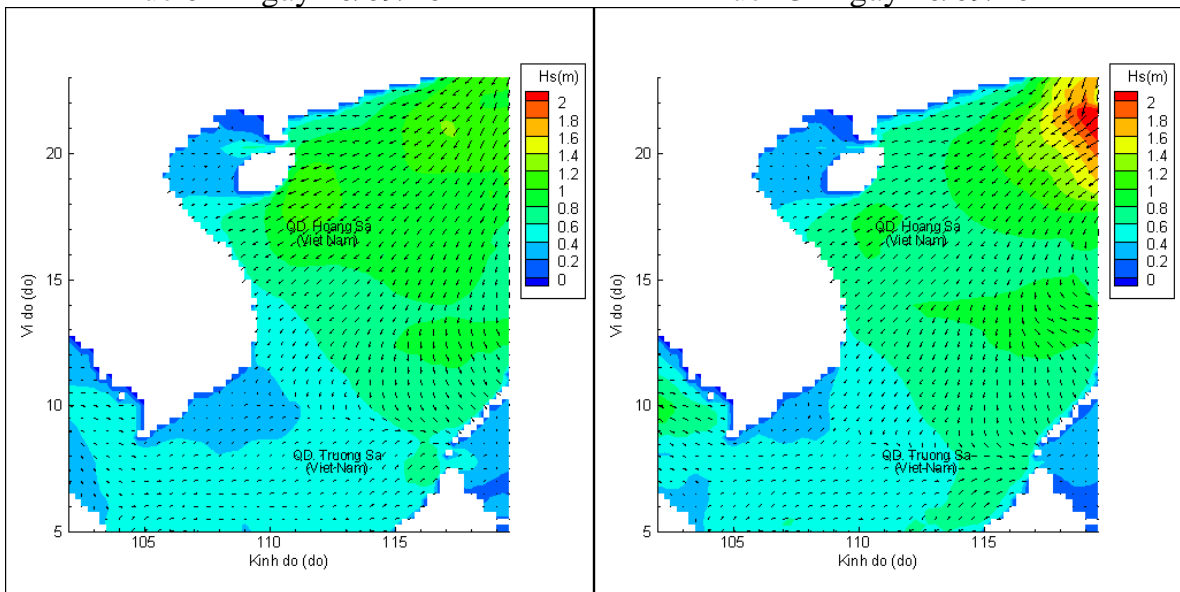 Hs(m)
2
1.8
1.6
1.4
1.2
1
0.8
0.6
0.4
0.2
0
20
15
10
5
Vi do (do)
QD. Hoang Sa
(Viet Nam)
QD. Truong Sa
(Viet-Nam)
105
110
115
Kinh do (do)
Hs(m)
2
1.8
1.6
1.4
1.2
1
0.8
0.6
0.4
0.2
0
20
15
10
5
Vi do (do)
QD. Hoang Sa
(Viet Nam)
QD. Truong Sa
(Viet-Nam)
105
110
115
Kinh do (do)